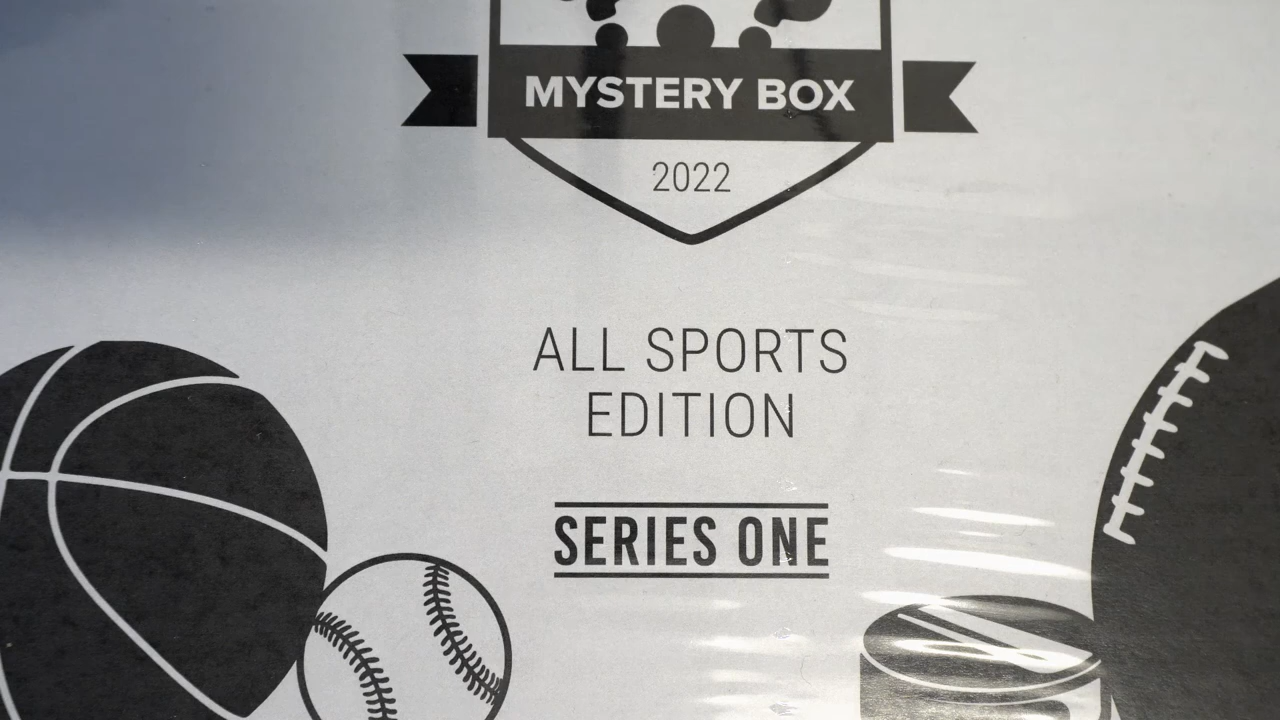 MYSTERY BOX
2022
ALL SPORTS
EDITION
SERIES ONE